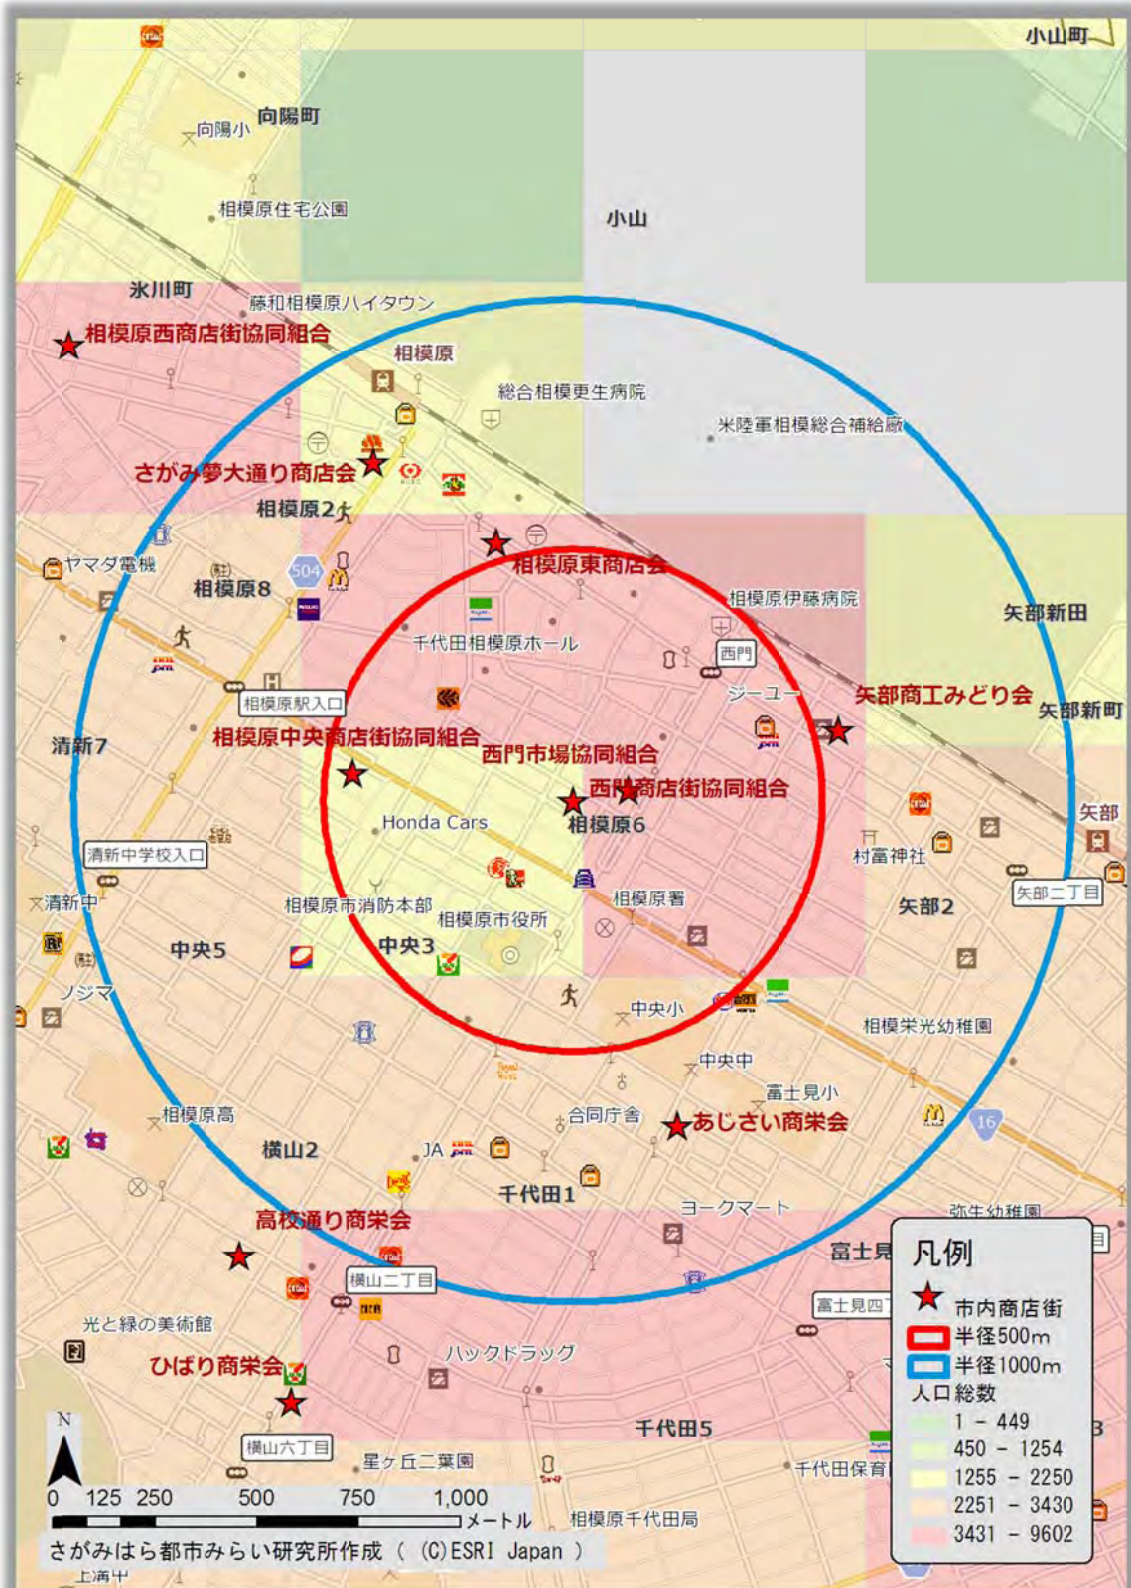 小山町
向陽町
向陽小
相模原住宅公園
小山
氷川町
藤和相模原ハイタウン
相模原西商店街協同組合
相模原
総合相模更生病院
米陸軍相模総合補給廠
さがみ夢大通り商店会
相模原2
相模原東商店会
ヤマダ電機
504
相模原8
相模原伊藤病院
矢部新田
千代田相模原ホール
西門
ジーユー
矢部商工みどり会
相模原駅入口
矢部新町
清新7
相模原中央商店街協同組合
西門市場協同組合
西門商店街協同組合
Honda Cars
相模原6
矢部
清新中学校入口
村富神社
矢部二丁目
清新中
相模原市消防本部
相模原市役所
相模原署
矢部2
中央5
中央3
ノジマ
中央小
相模栄光幼稚園
中央中
富士見小
相模原高
合同庁舎
あじさい商栄会
16
横山2
JA
千代田1
ヨークマート
弥生幼稚園
高校通り商栄会
富士見
目
横山二丁目
富士見四丁
光と緑の美術館
ひばり商栄会
ハックドラッグ
マ
千代田5
3
横山六丁目
星ヶ丘二葉園
千代田保育
相模原千代田局
上溝中
凡例
市内商店街
半径500m
半径1000m
人口総数
1 - 449
450 - 1254
1255 - 2250
2251 - 3430
3431 - 9602
N
0 125 250 500 750 1,000
メートル
さがみはら都市みらい研究所作成 ( (C)ESRI Japan )